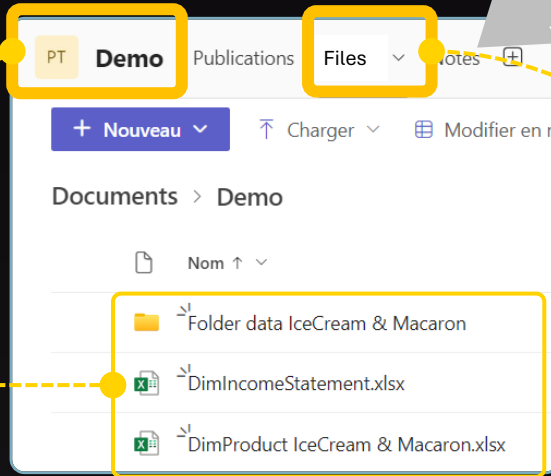 PT Demo Publications Files Notes
+ Nouveau Charger Modifier en
Documents > Demo
Nom ↑
Folder data IceCream & Macaron
DimIncomeStatement.xlsx
DimProduct IceCream & Macaron.xlsx